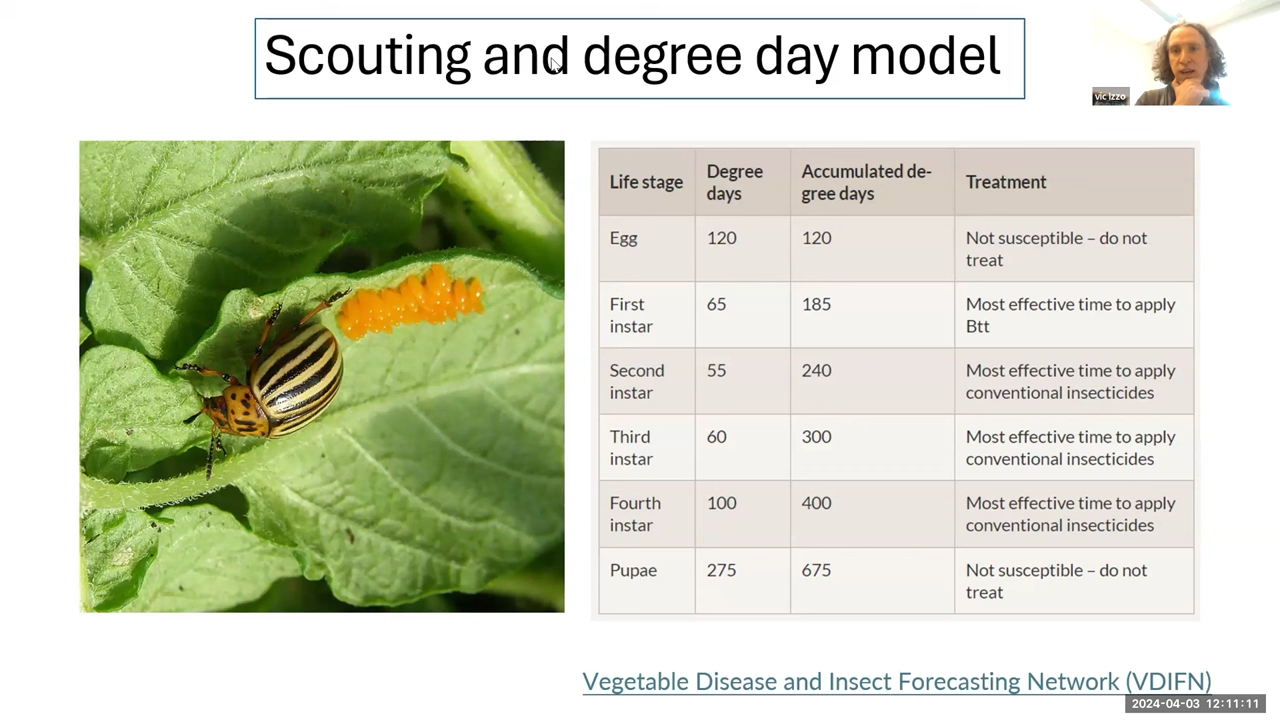 Scouting and degree day model
vic Izzo
Life stage
Degree
days
Accumulated de-
gree days
Treatment
Egg
120
120
Not susceptible – do not
treat
First
instar
65
185
Most effective time to apply
Btt
Second
instar
55
240
Most effective time to apply
conventional insecticides
Third
instar
60
300
Most effective time to apply
conventional insecticides
Fourth
instar
100
400
Most effective time to apply
conventional insecticides
Pupae
275
675
Not susceptible – do not
treat
Vegetable Disease and Insect Forecasting Network (VDIFN)
2024-04-03 12:11:11